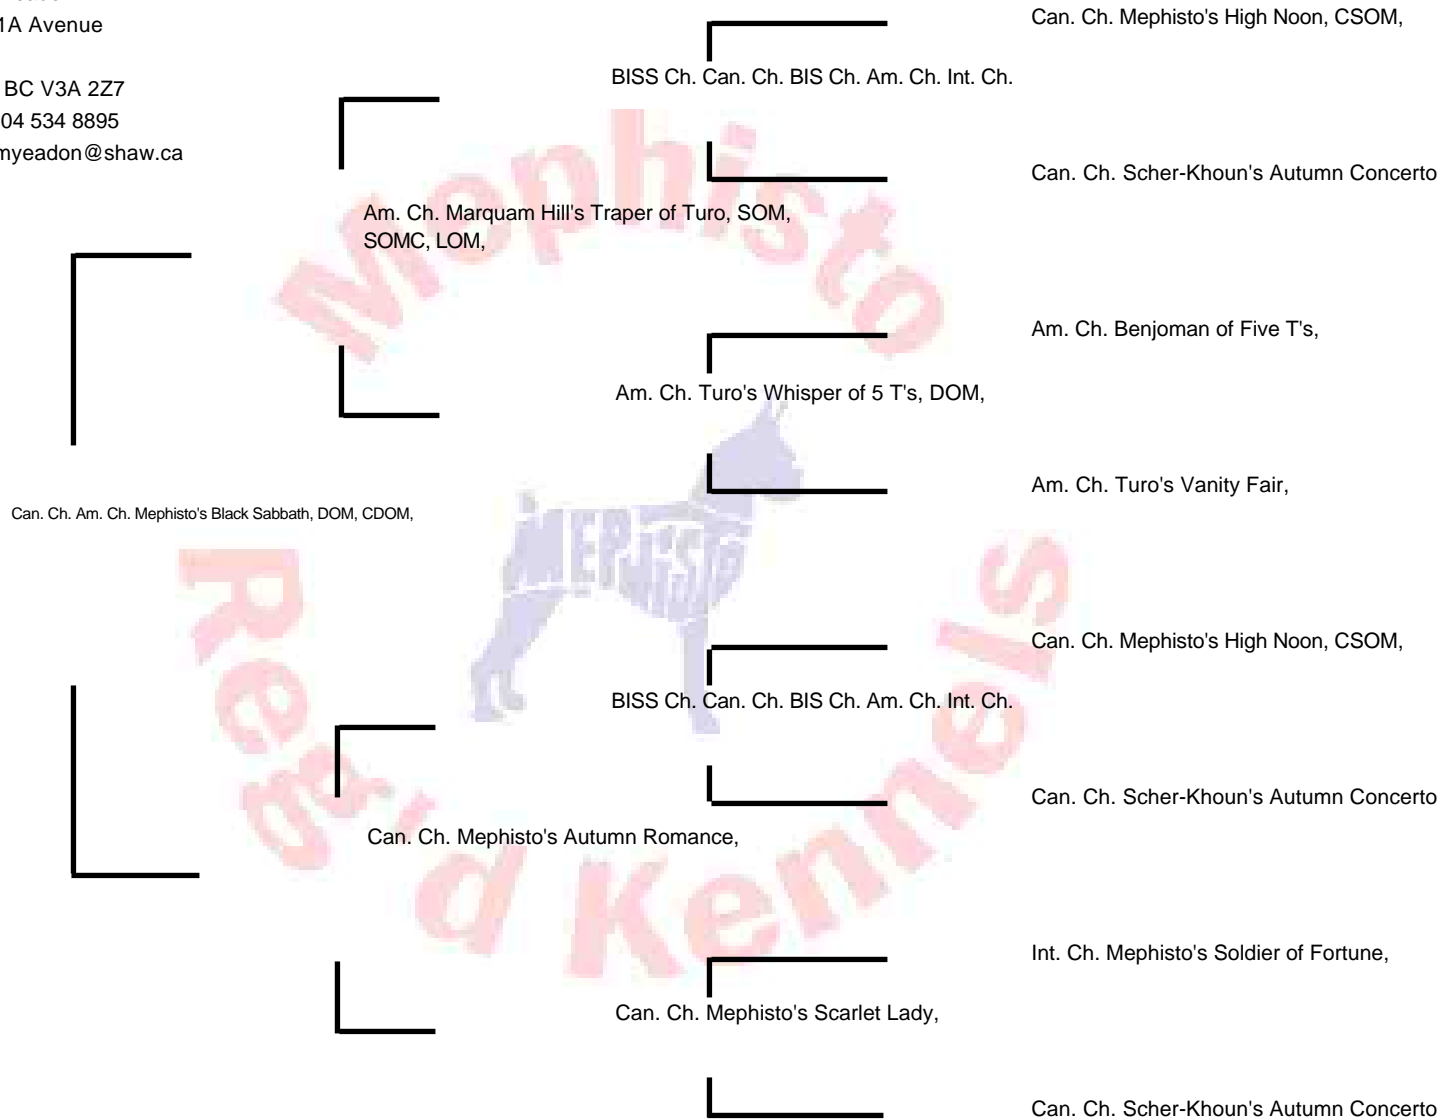 1A Avenue
BC V3A 2Z7
04 534 8895
myeadon@shaw.ca
Can. Ch. Mephisto's High Noon, CSOM,
BISS Ch. Can. Ch. BIS Ch. Am. Ch. Int. Ch.
Can. Ch. Scher-Khoun's Autumn Concerto
Am. Ch. Marquam Hill's Traper of Turo, SOM,
SOMC, LOM,
Am. Ch. Benjoman of Five T's,
Am. Ch. Turo's Whisper of 5 T's, DOM,
Am. Ch. Turo's Vanity Fair,
Can. Ch. Am. Ch. Mephisto's Black Sabbath, DOM, CDOM,
Can. Ch. Mephisto's High Noon, CSOM,
BISS Ch. Can. Ch. BIS Ch. Am. Ch. Int. Ch.
Can. Ch. Scher-Khoun's Autumn Concerto
Can. Ch. Mephisto's Autumn Romance,
Int. Ch. Mephisto's Soldier of Fortune,
Can. Ch. Mephisto's Scarlet Lady,
Can. Ch. Scher-Khoun's Autumn Concerto
Mephisto
MEPHISTO
Reg'd Kennels